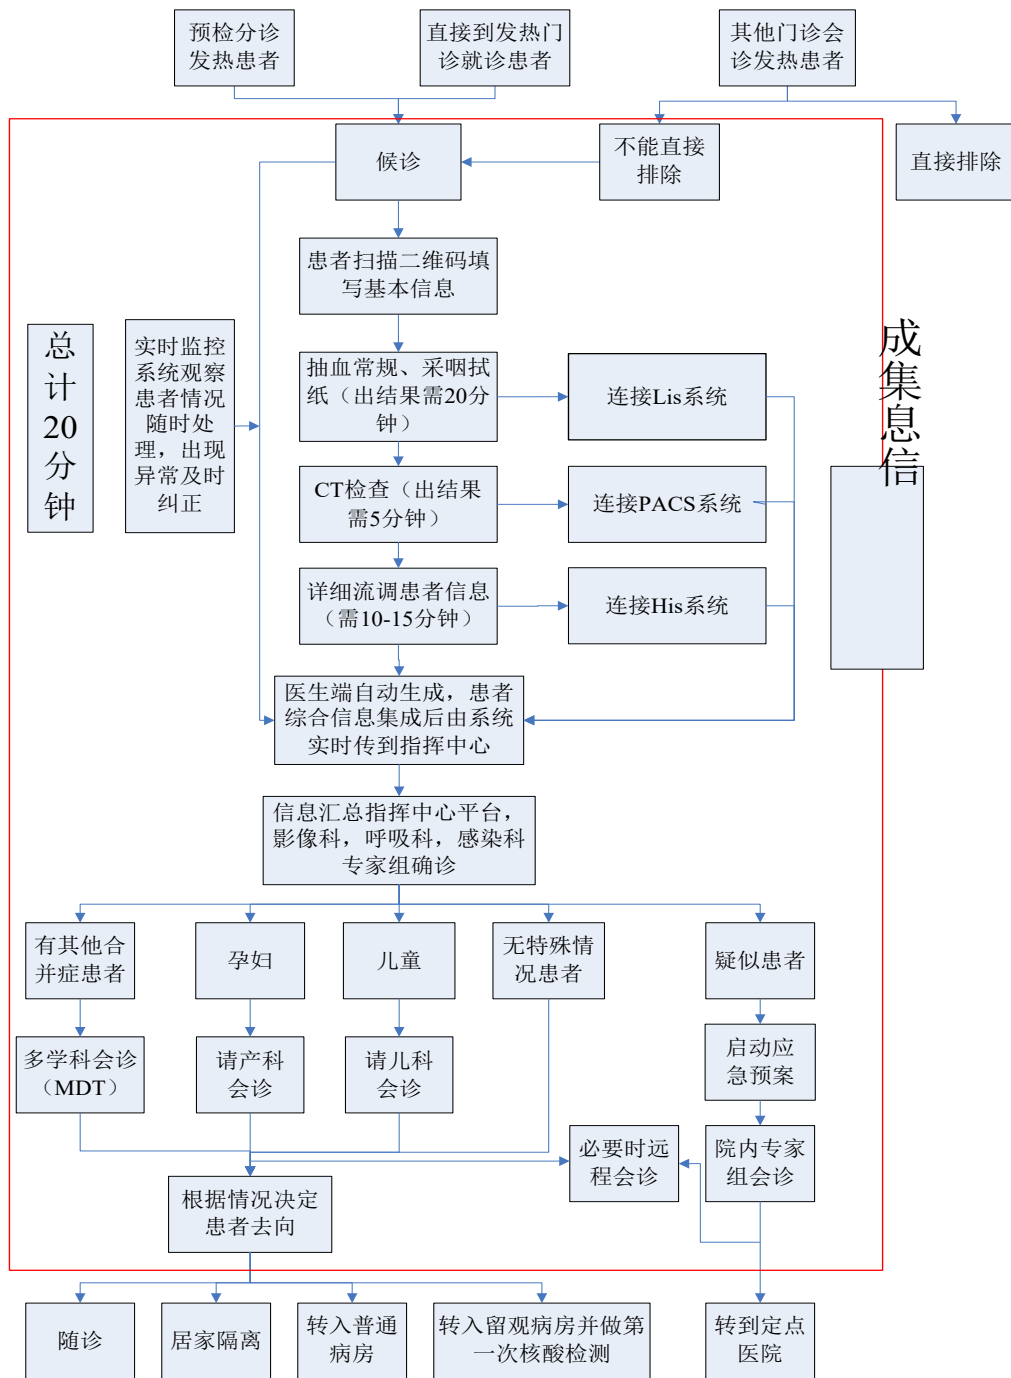 预检分诊
发热患者
直接到发热门
诊就诊患者
其他门诊会
诊发热患者
候诊
不能直接
排除
直接排除
患者扫描二维码填
写基本信息
总
计
20
分
钟
实时监控
系统观察
患者情况
随时处
理，出现
异常及时
纠正
抽血常规、采咽拭
纸（出结果需20分
钟）
连接Lis系统
成
集
息
信
CT检查（出结果
需5分钟）
连接PACS系统
详细流调患者信息
（需10-15分钟）
连接His系统
医生端自动生成，患者
综合信息集成后由系统
实时传到指挥中心
信息汇总指挥中心平台，
影像科，呼吸科，感染科
专家组确诊
有其他合
并症患者
孕妇
儿童
无特殊情
况患者
疑似患者
多学科会诊
（MDT）
请产科
会诊
请儿科
会诊
启动应
急预案
必要时远
程会诊
院内专家
组会诊
根据情况决定
患者去向
随诊
居家隔离
转入普通
病房
转入留观病房并做第
一次核酸检测
转到定点
医院